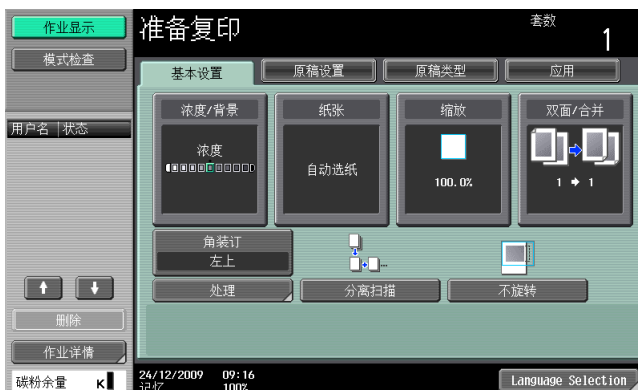 作业显示
模式检查
用户名 状态
删除
作业详情
碳粉余量 K
准备复印
套数
1
基本设置
原稿设置
原稿类型
应用
浓度/背景
浓度
纸张
自动选纸
缩放
100.0%
双面/合并
1 → 1
角装订
左上
处理
分离扫描
不旋转
24/12/2009 09:16
记忆 100%
Language Selection